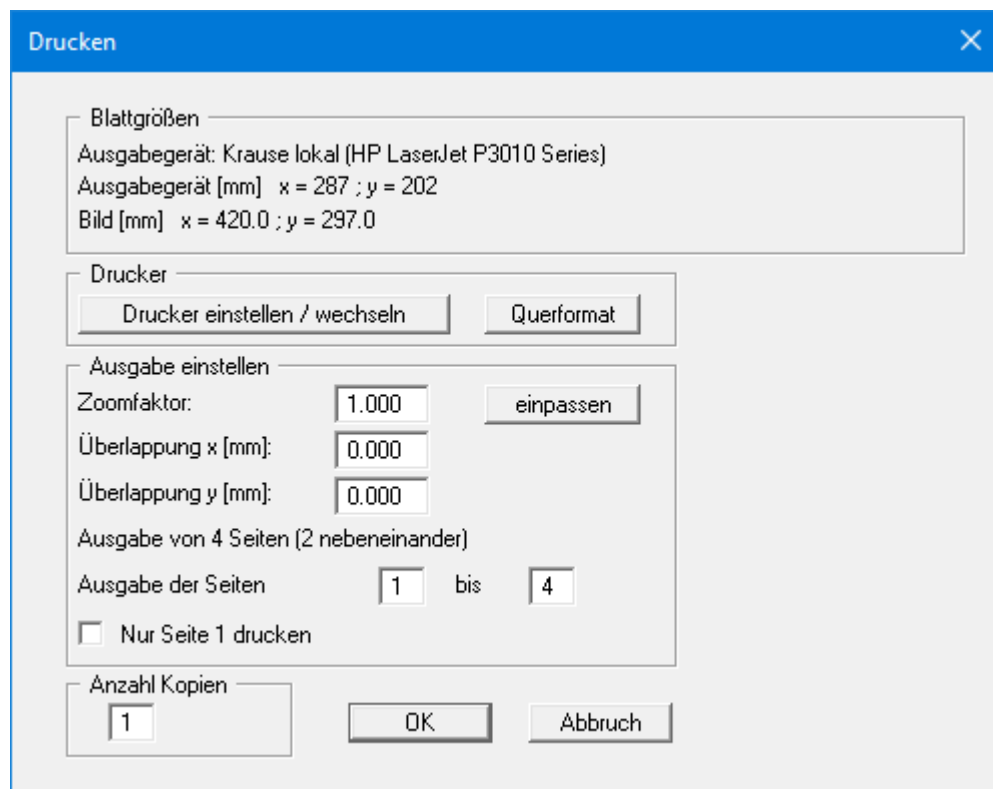 Drucken
Blattgrößen
Ausgabegerät: Krause lokal (HP LaserJet P3010 Series)
Ausgabegerät [mm] x = 287 ; y = 202
Bild [mm] x = 420.0 ; y = 297.0
Drucker
Drucker einstellen / wechseln Querformat
Ausgabe einstellen
Zoomfaktor: 1.000 einpassen
Überlappung x [mm]: 0.000
Überlappung y [mm]: 0.000
Ausgabe von 4 Seiten (2 nebeneinander)
Ausgabe der Seiten 1 bis 4
Nur Seite 1 drucken
Anzahl Kopien
1 OK Abbruch